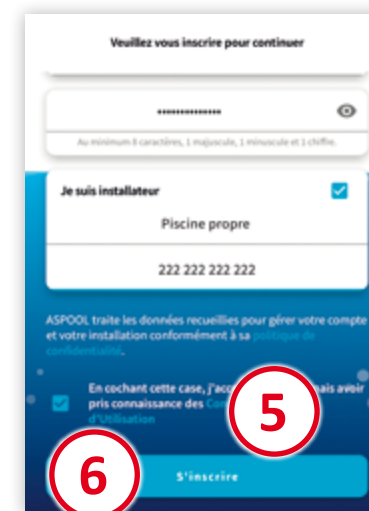 Veuillez vous inscrire pour continuer
••••••••••••••
Au minimum 8 caractères, 1 majuscule, 1 minuscule et 1 chiffre.
Je suis installateur
Piscine propre
222 222 222 222
ASPOOL traite les données recueillies pour gérer votre compte
et votre installation conformément à sa politique de
confidentialité.
En cochant cette case, avoir
pris connaissance des
d'Utilisation
5
6
S'inscrire